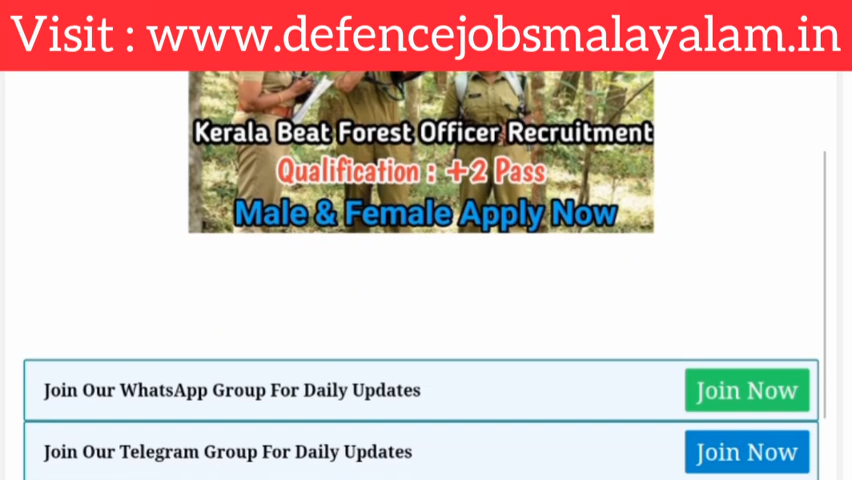 Visit : www.defencejobsmalayalam.in
Kerala Beat Forest Officer Recruitment
Qualification : +2 Pass
Male & Female Apply Now
Join Our WhatsApp Group For Daily Updates
Join Now
Join Our Telegram Group For Daily Updates
Join Now